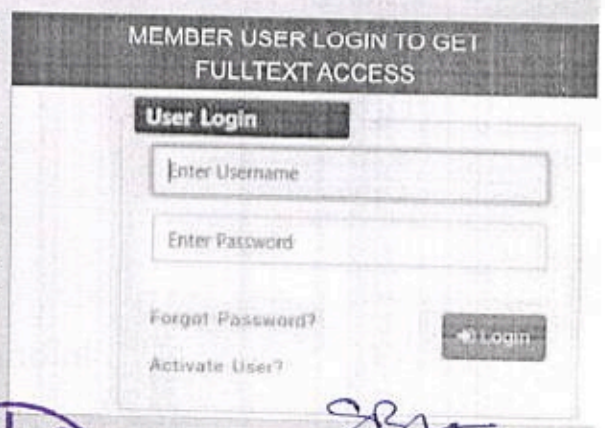 MEMBER USER LOGIN TO GET
FULLTEXT ACCESS
User Login
Enter Username
Enter Password
Forgot Password?
Login
Activate User?